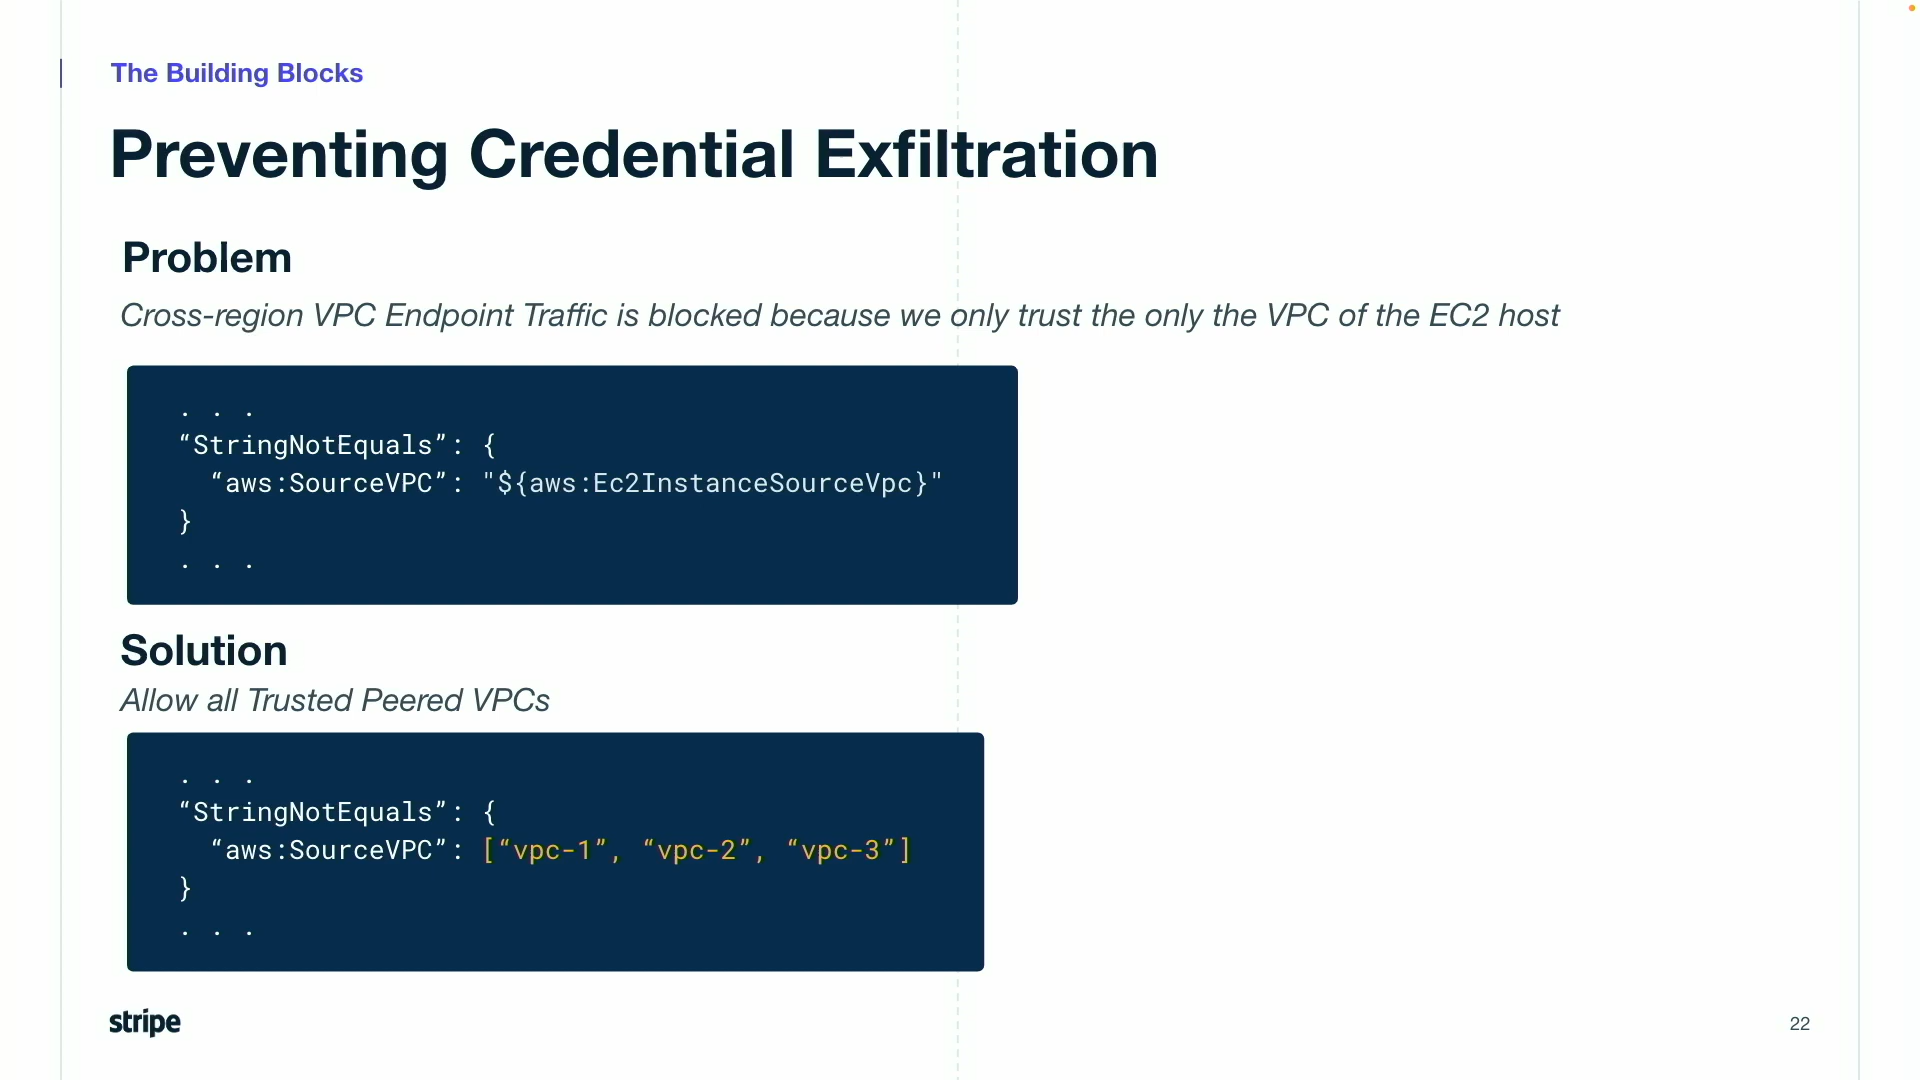 The Building Blocks
Preventing Credential Exfiltration
Problem
Cross-region VPC Endpoint Traffic is blocked because we only trust the only the VPC of the EC2 host
. . .
“StringNotEquals”: {
“aws:SourceVPC”: "${aws:Ec2InstanceSourceVpc}"
}
. . .
Solution
Allow all Trusted Peered VPCs
. . .
“StringNotEquals”: {
“aws:SourceVPC”: [“vpc-1”, “vpc-2”, “vpc-3”]
}
. . .
stripe
22